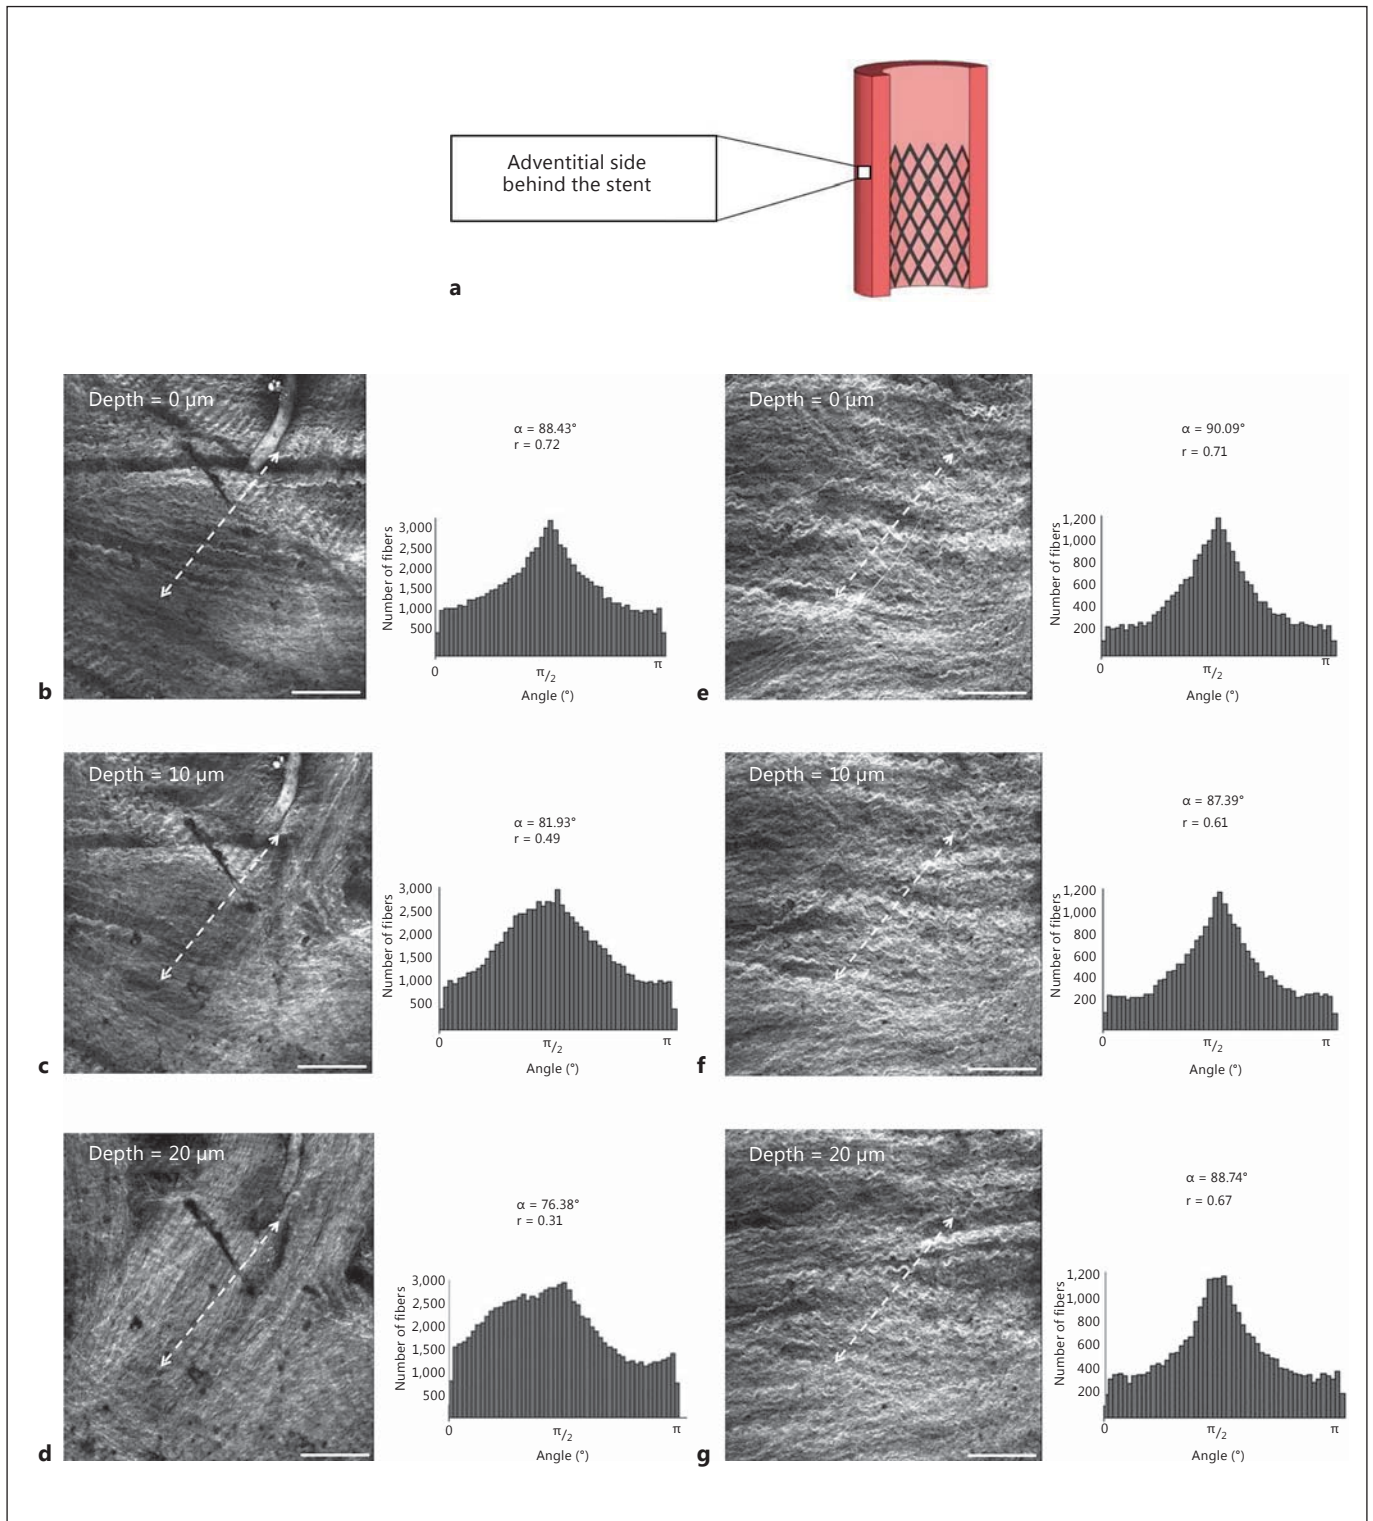 Adventitial side
behind the stent
a
Depth = 0 µm
α = 88.43°
r = 0.72
Number of fibers
3,000
2,500
2,000
1,500
1,000
500
0
π/2
π
Angle (°)
b
Depth = 0 µm
α = 90.09°
r = 0.71
Number of fibers
1,200
1,000
800
600
400
200
0
π/2
π
Angle (°)
e
Depth = 10 µm
α = 81.93°
r = 0.49
Number of fibers
3,000
2,500
2,000
1,500
1,000
500
0
π/2
π
Angle (°)
c
Depth = 10 µm
α = 87.39°
r = 0.61
Number of fibers
1,200
1,000
800
600
400
200
0
π/2
π
Angle (°)
f
Depth = 20 µm
α = 76.38°
r = 0.31
Number of fibers
3,000
2,500
2,000
1,500
1,000
500
0
π/2
π
Angle (°)
d
Depth = 20 µm
α = 88.74°
r = 0.67
Number of fibers
1,200
1,000
800
600
400
200
0
π/2
π
Angle (°)
g